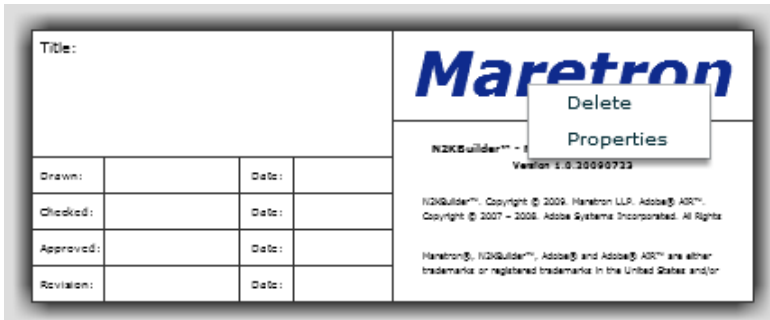 Title:
Maretron
Delete
Properties
N2KBuilder™ -
Version 1.0.20090723
Drawn: Date:
Checked: Date:
Approved: Date:
Revision: Date:
N2KBuilder™. Copyright © 2009. Maretron LLP. Adobe® AIR™.
Copyright © 2007 – 2008. Adobe Systems Incorporated. All Rights
Maretron®, N2KBuilder™, Adobe® and Adobe® AIR™ are either
trademarks or registered trademarks in the United States and/or